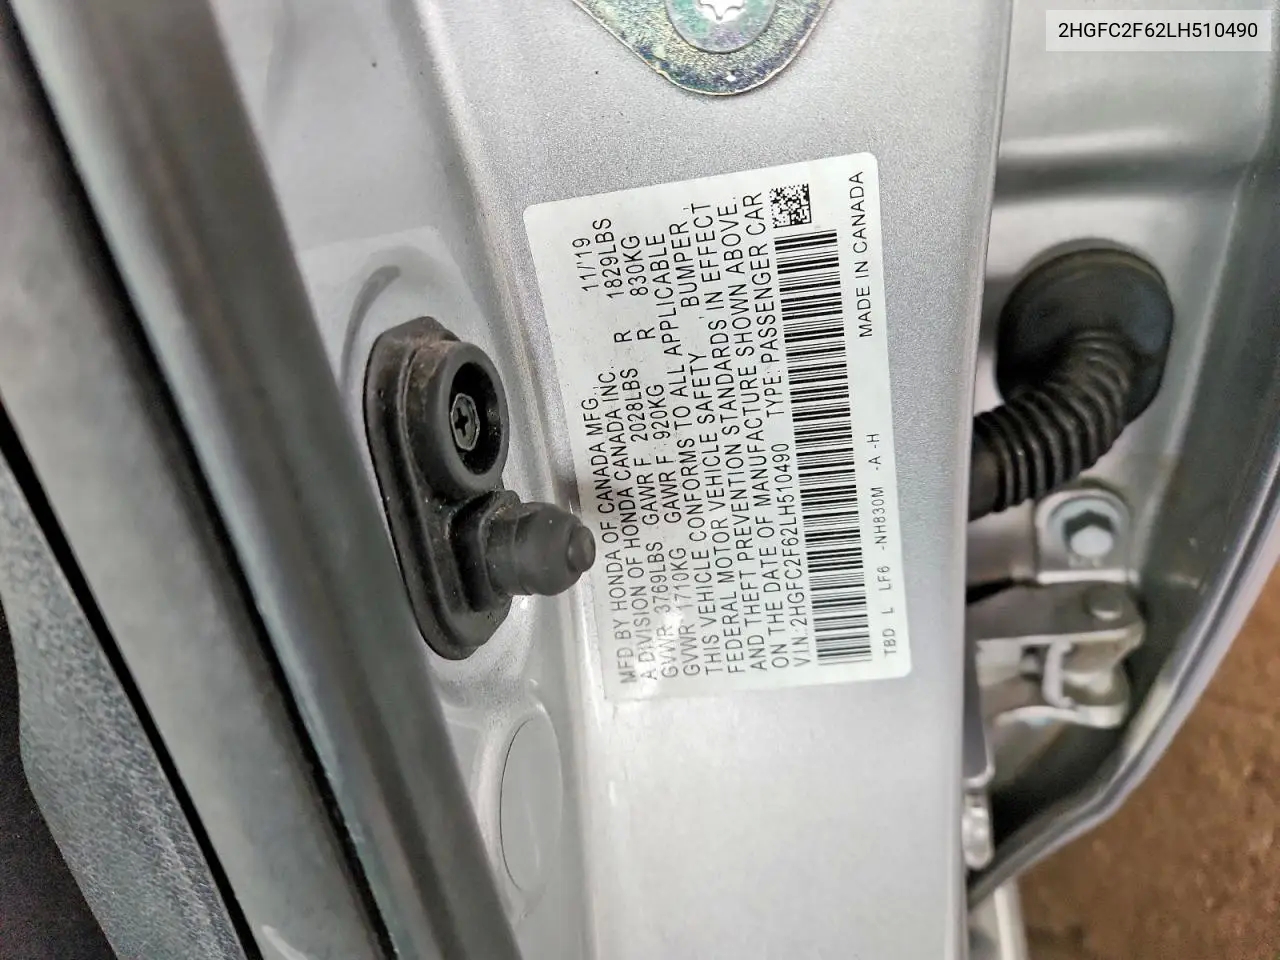 2HGFC2F62LH510490
MFD BY HONDA OF CANADA MFG., 11/19
A DIVISION OF HONDA CANADA INC.
GVWR 3769LBS GAWR F 2028LBS R 1829LBS
GVWR 1710KG GAWR F 920KG R 830KG
THIS VEHICLE CONFORMS TO ALL APPLICABLE
FEDERAL MOTOR VEHICLE SAFETY, BUMPER,
AND THEFT PREVENTION STANDARDS IN EFFECT
ON THE DATE OF MANUFACTURE SHOWN ABOVE.
V.I.N.: 2HGFC2F62LH510490 TYPE: PASSENGER CAR
TBD L LF6 -NH830M -A -H MADE IN CANADA